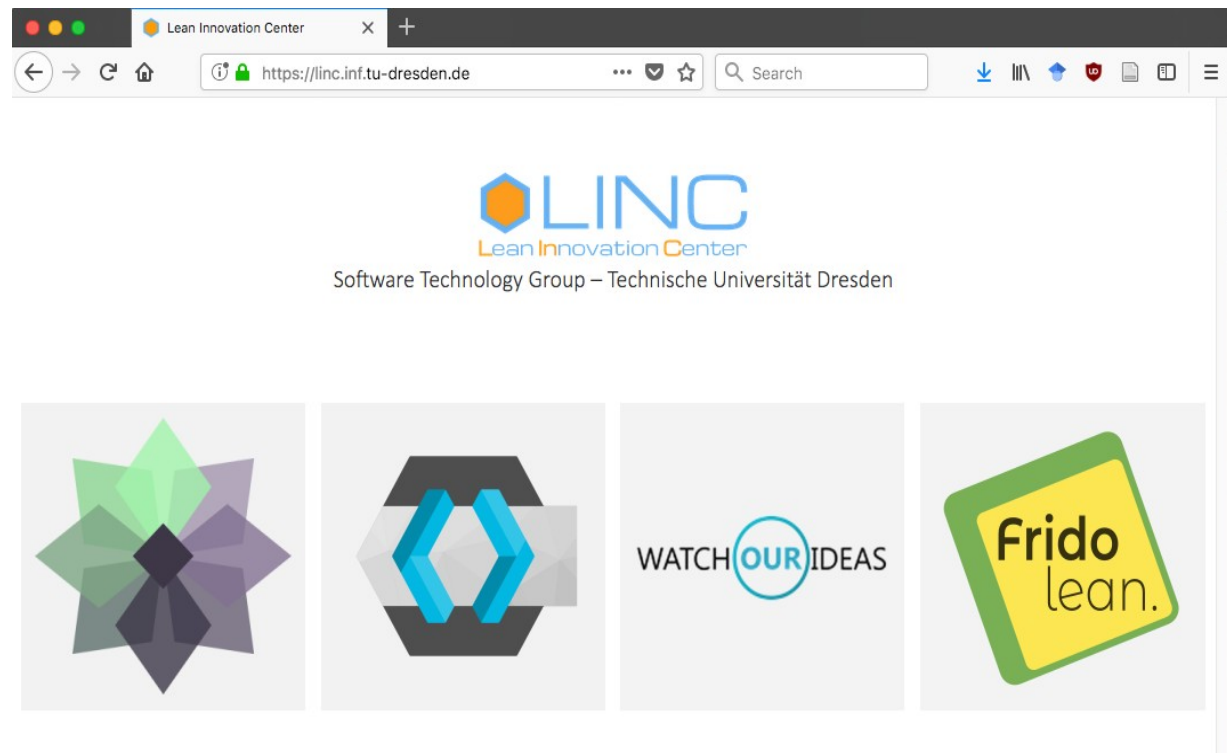 Lean Innovation Center
https://linc.inf.tu-dresden.de
Search
LINC
Lean Innovation Center
Software Technology Group – Technische Universität Dresden
WATCH OUR IDEAS
Frido
lean.